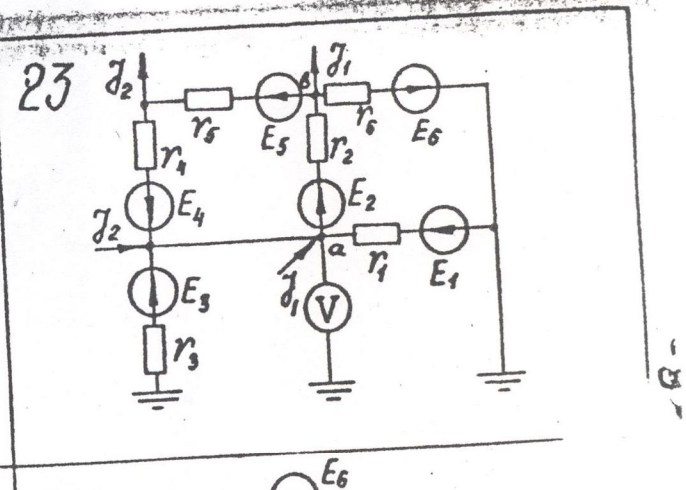 23 J₂ в J₁
r₅ E₅ r₆ E₆
r₄ r₂
E₄ E₂
J₂ a
J₁ r₁ E₁
E₃ V
r₃
E₆